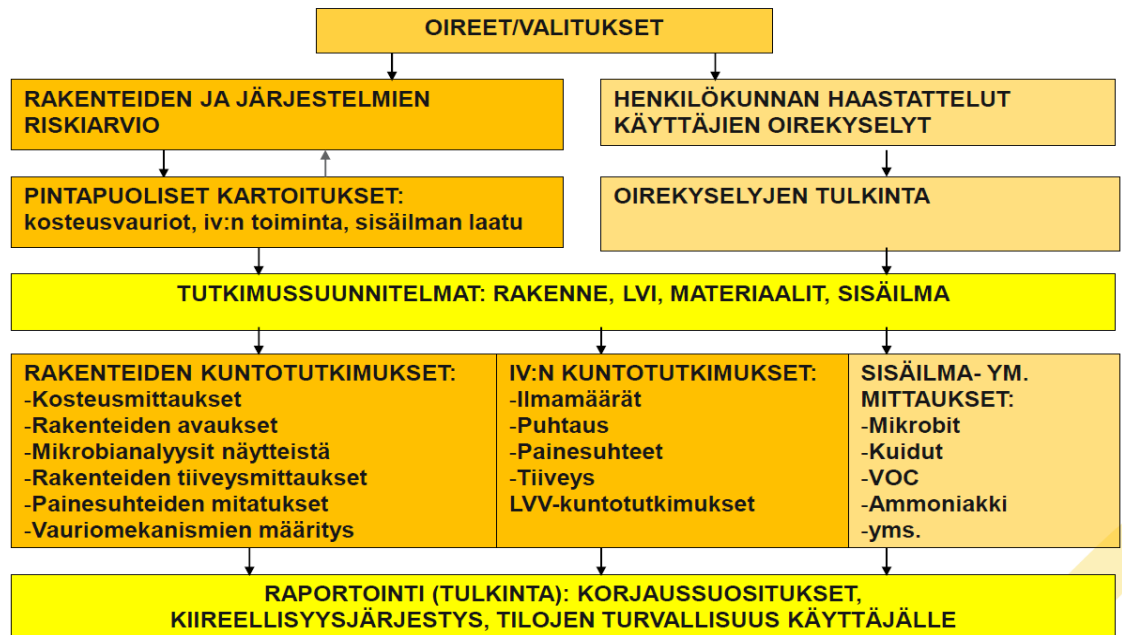 OIREET/VALITUKSET
RAKENTEIDEN JA JÄRJESTELMIEN
RISKIARVIO
HENKILÖKUNNAN HAASTATTELUT
KÄYTTÄJIEN OIREKYSELYT
PINTAPUOLISET KARTOITUKSET:
kosteusvauriot, iv:n toiminta, sisäilman laatu
OIREKYSELYJEN TULKINTA
TUTKIMUSSUUNNITELMAT: RAKENNE, LVI, MATERIAALIT, SISÄILMA
RAKENTEIDEN KUNTOTUTKIMUKSET:
-Kosteusmittaukset
-Rakenteiden avaukset
-Mikrobianalyysit näytteistä
-Rakenteiden tiiveysmittaukset
-Painesuhteiden mitatukset
-Vauriomekanismien määritys
IV:N KUNTOTUTKIMUKSET:
-Ilmamäärät
-Puhtaus
-Painesuhteet
-Tiiveys
LVV-kuntotutkimukset
SISÄILMA- YM.
MITTAUKSET:
-Mikrobit
-Kuidut
-VOC
-Ammoniakki
-yms.
RAPORTOINTI (TULKINTA): KORJAUSSUOSITUKSET,
KIIREELLISYYSJÄRJESTYS, TILOJEN TURVALLISUUS KÄYTTÄJÄLLE